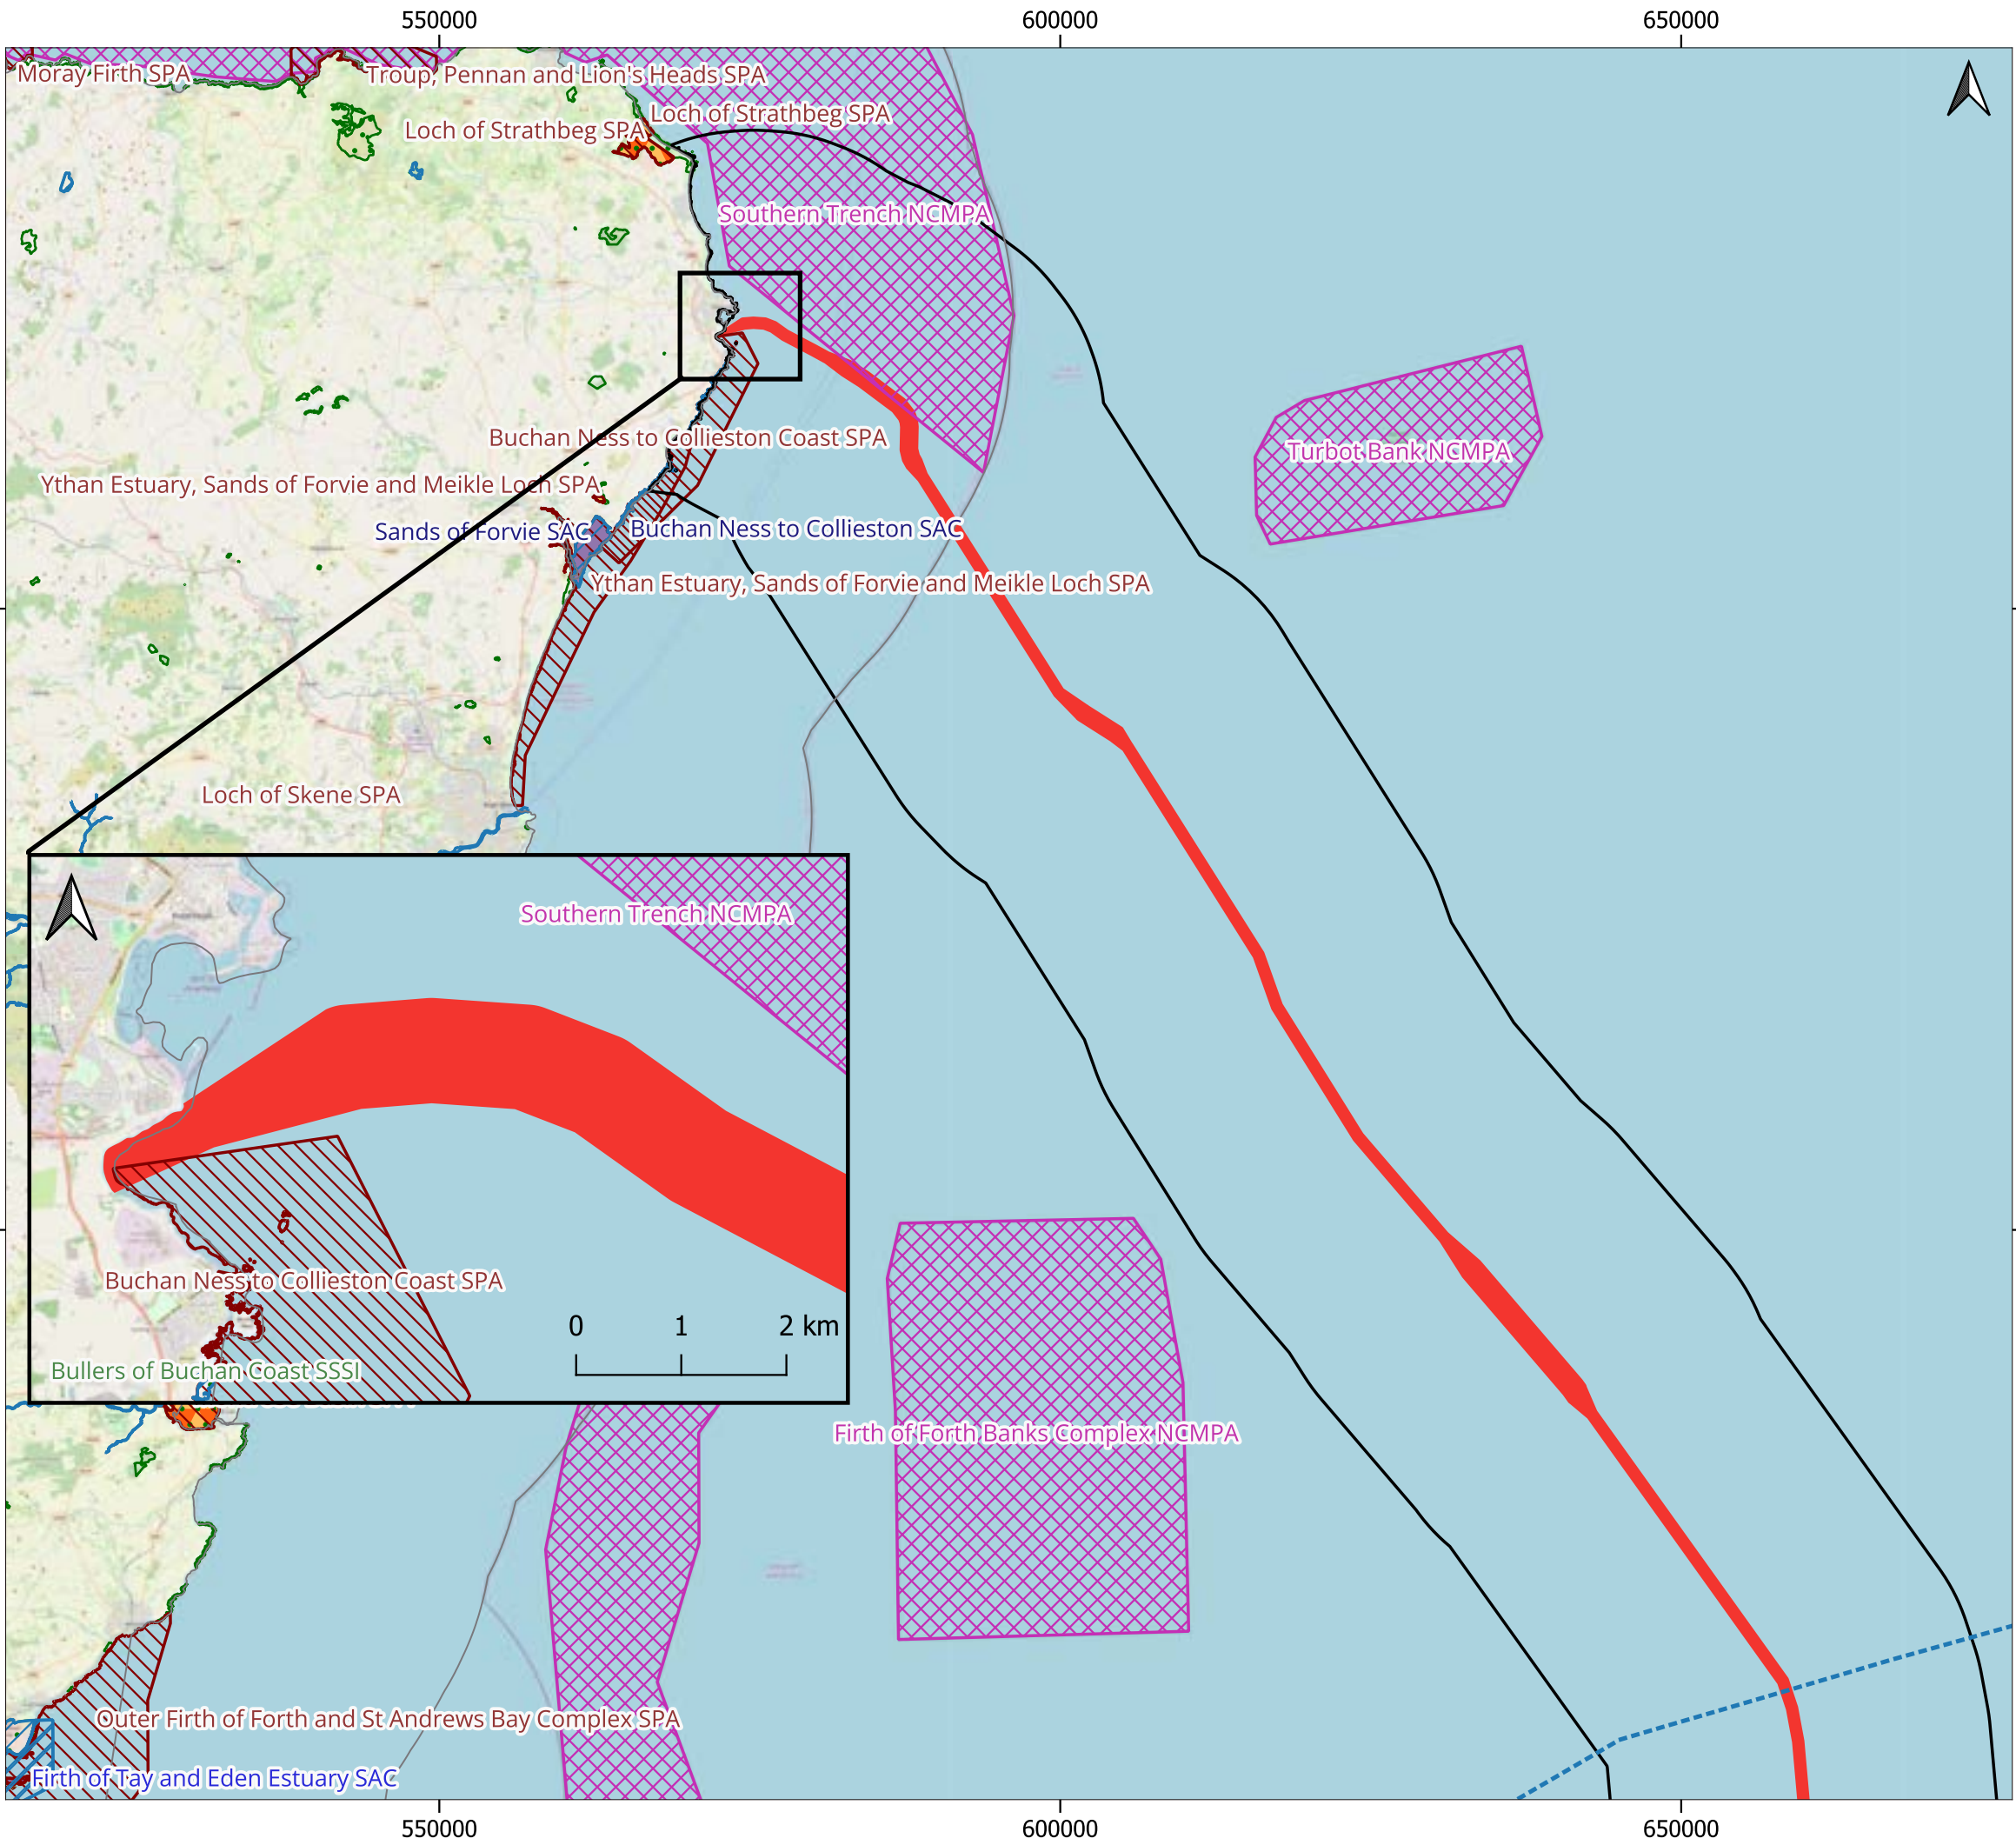 550000 600000 650000
Moray Firth SPA
Troup, Pennan and Lion's Heads SPA
Loch of Strathbeg SPA
Loch of Strathbeg SPA
Southern Trench NCMPA
Buchan Ness to Collieston Coast SPA
Turbot Bank NCMPA
Ythan Estuary, Sands of Forvie and Meikle Loch SPA
Sands of Forvie SAC
Buchan Ness to Collieston SAC
Ythan Estuary, Sands of Forvie and Meikle Loch SPA
Loch of Skene SPA
Southern Trench NCMPA
Buchan Ness to Collieston Coast SPA
0 1 2 km
Bullers of Buchan Coast SSSI
Firth of Forth Banks Complex NCMPA
Outer Firth of Forth and St Andrews Bay Complex SPA
Firth of Tay and Eden Estuary SAC
550000 600000 650000